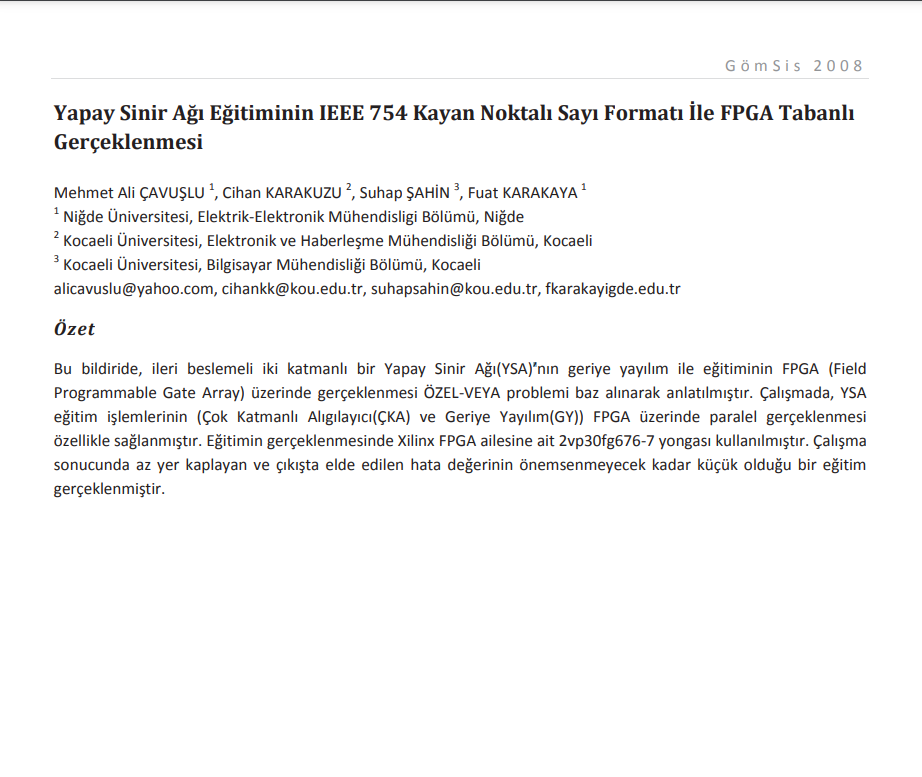 GömSis 2008
Yapay Sinir Ağı Eğitiminin IEEE 754 Kayan Noktalı Sayı Formatı İle FPGA Tabanlı
Gerçeklenmesi
Mehmet Ali ÇAVUŞLU 1, Cihan KARAKUZU 2, Suhap ŞAHİN 3, Fuat KARAKAYA 1
1 Niğde Üniversitesi, Elektrik-Elektronik Mühendisligi Bölümü, Niğde
2 Kocaeli Üniversitesi, Elektronik ve Haberleşme Mühendisliği Bölümü, Kocaeli
3 Kocaeli Üniversitesi, Bilgisayar Mühendisliği Bölümü, Kocaeli
alicavuslu@yahoo.com, cihankk@kou.edu.tr, suhapsahin@kou.edu.tr, fkarakayigde.edu.tr
Özet
Bu bildiride, ileri beslemeli iki katmanlı bir Yapay Sinir Ağı(YSA)'nın geriye yayılım ile eğitiminin FPGA (Field
Programmable Gate Array) üzerinde gerçeklenmesi ÖZEL-VEYA problemi baz alınarak anlatılmıştır. Çalışmada, YSA
eğitim işlemlerinin (Çok Katmanlı Alıgılayıcı(ÇKA) ve Geriye Yayılım(GY)) FPGA üzerinde paralel gerçeklenmesi
özellikle sağlanmıştır. Eğitimin gerçeklenmesinde Xilinx FPGA ailesine ait 2vp30fg676-7 yongası kullanılmıştır. Çalışma
sonucunda az yer kaplayan ve çıkışta elde edilen hata değerinin önemsenmeyecek kadar küçük olduğu bir eğitim
gerçeklenmiştir.